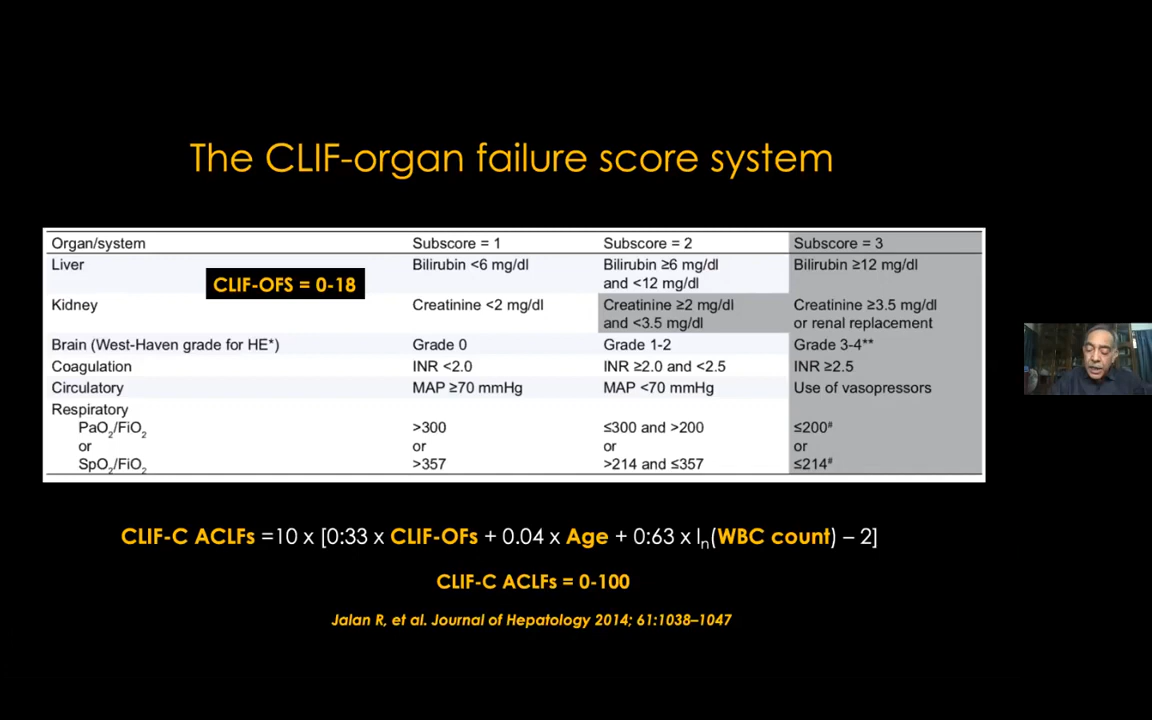 The CLIF-organ failure score system
Organ/system Subscore = 1 Subscore = 2 Subscore = 3
Liver Bilirubin <6 mg/dl Bilirubin ≥6 mg/dl Bilirubin ≥12 mg/dl
and <12 mg/dl
CLIF-OFS = 0-18
Kidney Creatinine <2 mg/dl Creatinine ≥2 mg/dl Creatinine ≥3.5 mg/dl
and <3.5 mg/dl or renal replacement
Brain (West-Haven grade for HE*) Grade 0 Grade 1-2 Grade 3-4**
Coagulation INR <2.0 INR ≥2.0 and <2.5 INR ≥2.5
Circulatory MAP ≥70 mmHg MAP <70 mmHg Use of vasopressors
Respiratory
PaO2/FiO2 >300 ≤300 and >200 ≤200#
or or or or
SpO2/FiO2 >357 >214 and ≤357 ≤214#
CLIF-C ACLFs =10 x [0:33 x CLIF-OFs + 0.04 x Age + 0:63 x ln(WBC count) – 2]
CLIF-C ACLFs = 0-100
Jalan R, et al. Journal of Hepatology 2014; 61:1038–1047